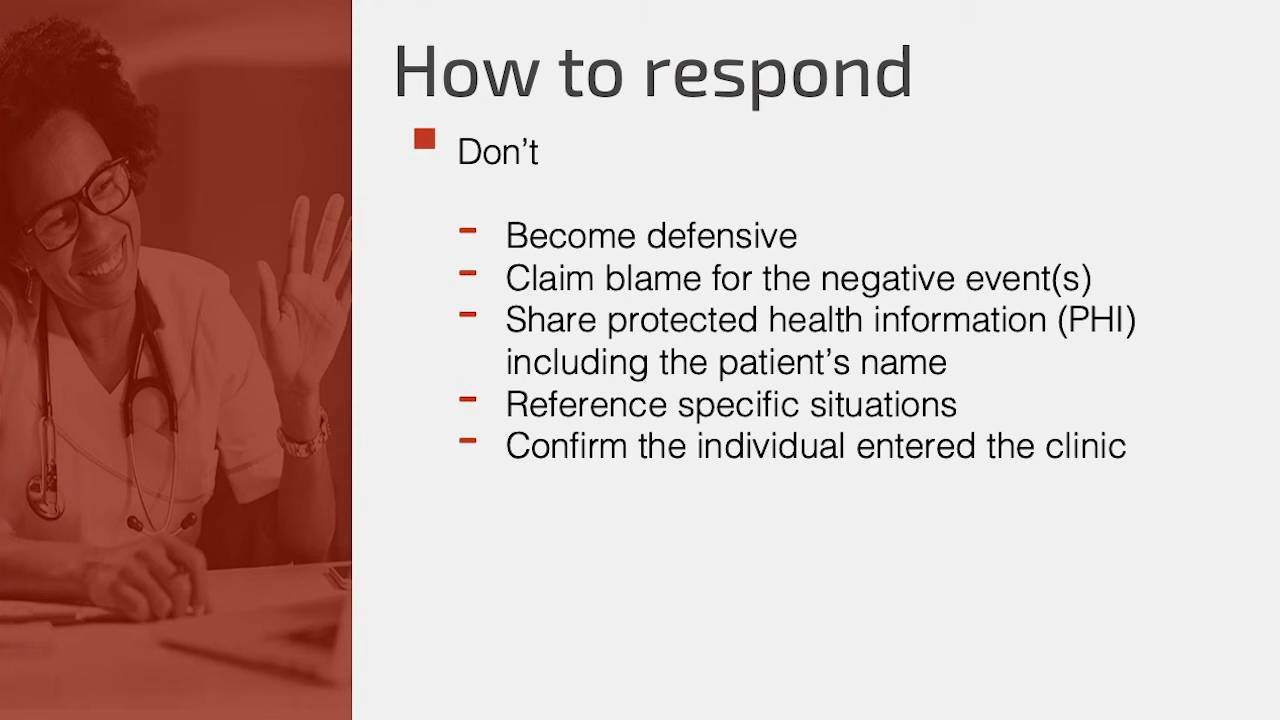 How to respond
Don’t
- Become defensive
- Claim blame for the negative event(s)
- Share protected health information (PHI)
including the patient’s name
- Reference specific situations
- Confirm the individual entered the clinic